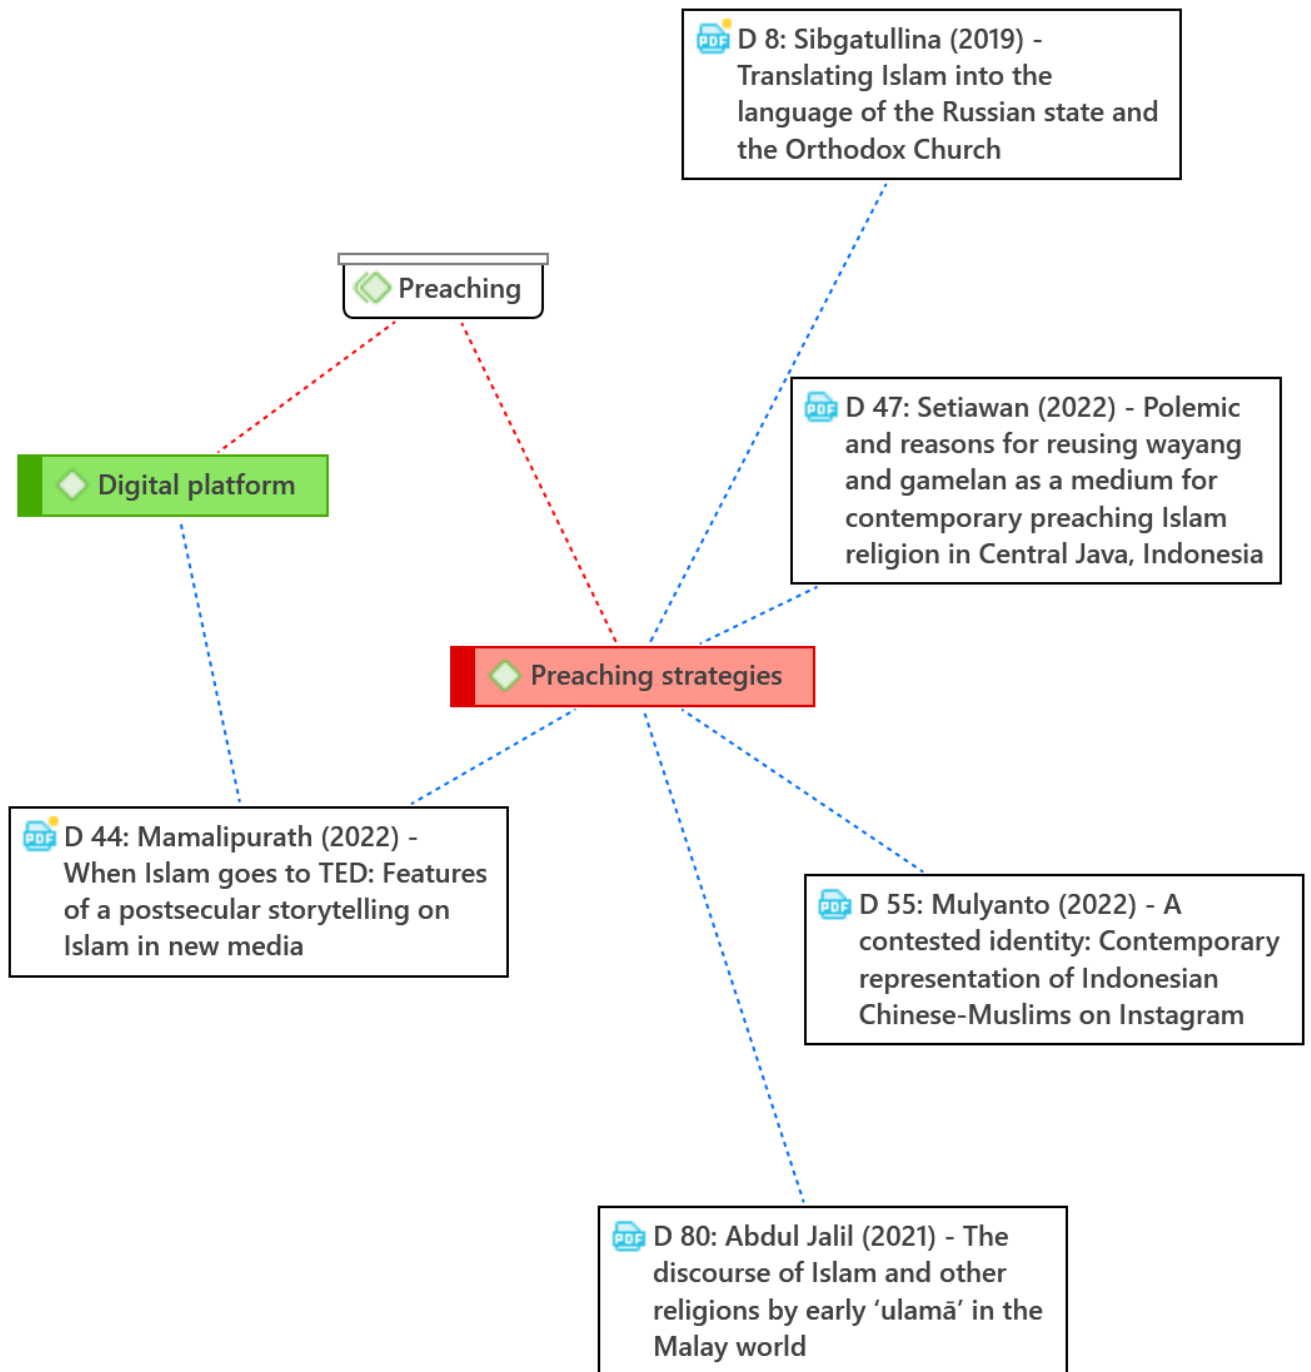 D 8: Sibgatullina (2019) -
Translating Islam into the
language of the Russian state and
the Orthodox Church
Preaching
D 47: Setiawan (2022) - Polemic
and reasons for reusing wayang
and gamelan as a medium for
contemporary preaching Islam
religion in Central Java, Indonesia
Digital platform
Preaching strategies
D 44: Mamalipurath (2022) -
When Islam goes to TED: Features
of a postsecular storytelling on
Islam in new media
D 55: Mulyanto (2022) - A
contested identity: Contemporary
representation of Indonesian
Chinese-Muslims on Instagram
D 80: Abdul Jalil (2021) - The
discourse of Islam and other
religions by early ‘ulamā’ in the
Malay world